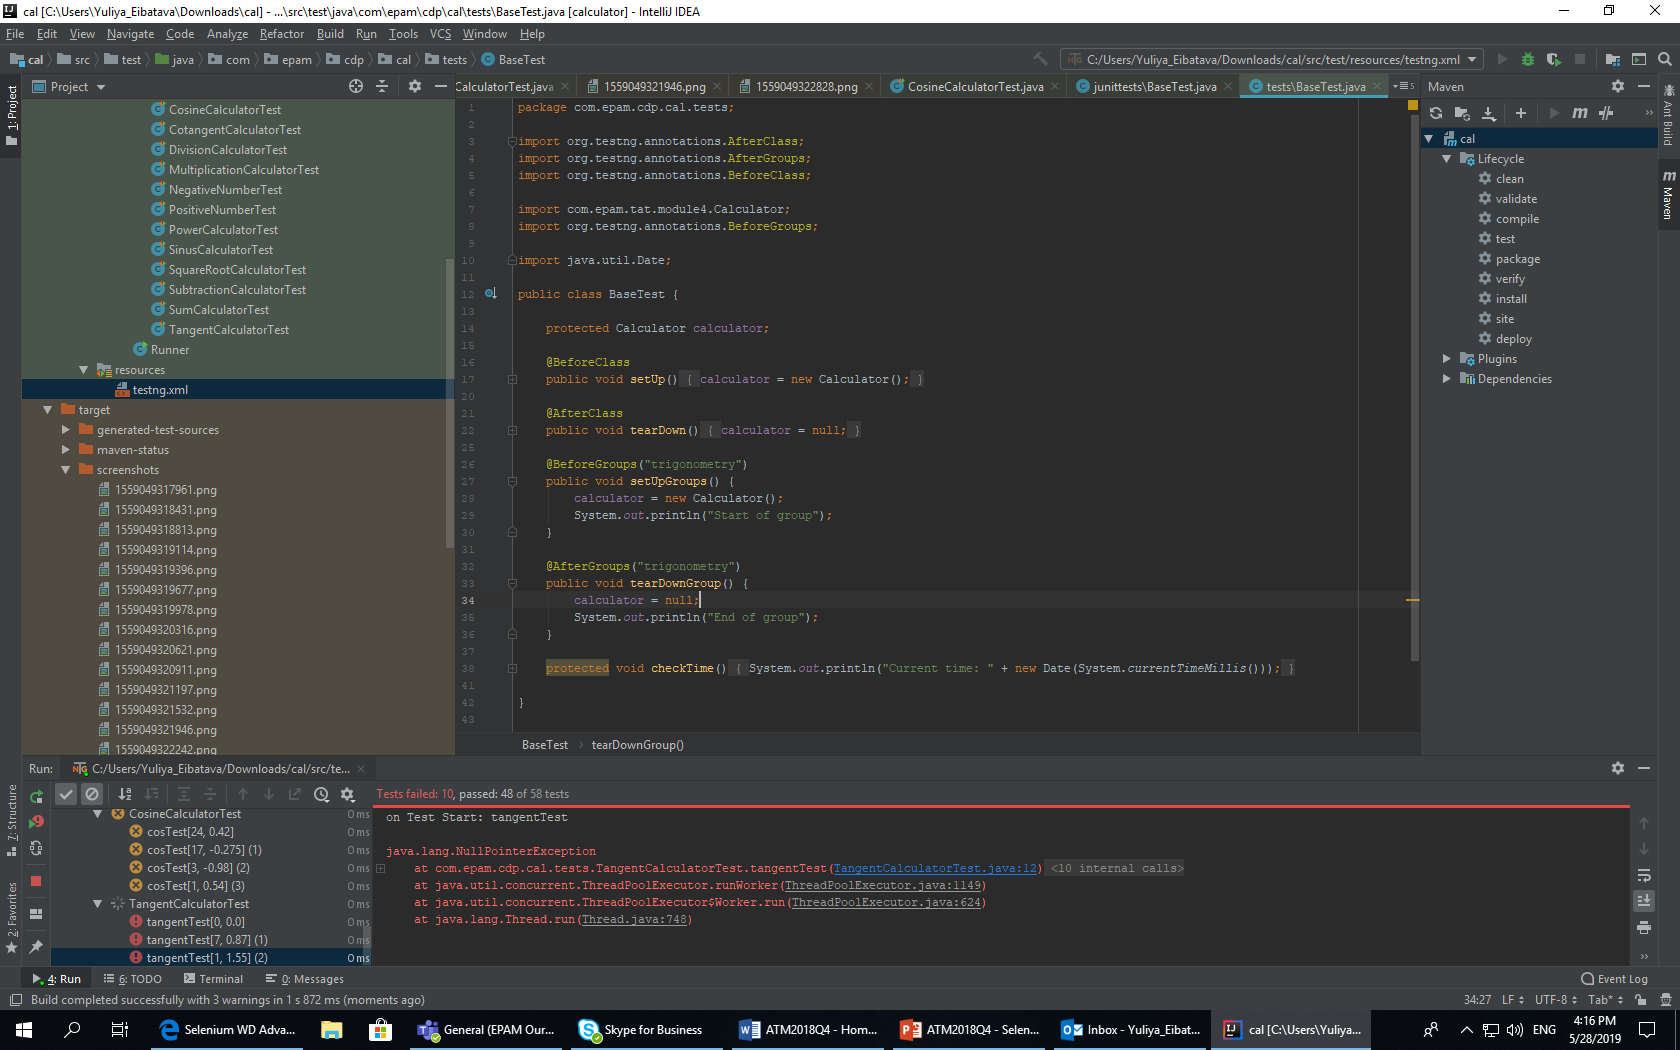 cal [C:\Users\Yuliya_Eibatava\Downloads\cal] - ...\src\test\java\com\epam\cdp\cal\tests\BaseTest.java [calculator] - IntelliJ IDEA
File Edit View Navigate Code Analyze Refactor Build Run Tools VCS Window Help
cal src test java com epam cdp cal tests BaseTest
C:/Users/Yuliya_Eibatava/Downloads/cal/src/test/resources/testng.xml
1: Project
Project
CalculatorTest.java 1559049321946.png 1559049322828.png CosineCalculatorTest.java junittests\BaseTest.java tests\BaseTest.java
CosineCalculatorTest
CotangentCalculatorTest
DivisionCalculatorTest
MultiplicationCalculatorTest
NegativeNumberTest
PositiveNumberTest
PowerCalculatorTest
SinusCalculatorTest
SquareRootCalculatorTest
SubtractionCalculatorTest
SumCalculatorTest
TangentCalculatorTest
Runner
resources
testng.xml
target
generated-test-sources
maven-status
screenshots
1559049317961.png
1559049318431.png
1559049318813.png
1559049319114.png
1559049319396.png
1559049319677.png
1559049319978.png
1559049320316.png
1559049320621.png
1559049320911.png
1559049321197.png
1559049321532.png
1559049321946.png
1559049322242.png
1 package com.epam.cdp.cal.tests;
2
3 import org.testng.annotations.AfterClass;
4 import org.testng.annotations.AfterGroups;
5 import org.testng.annotations.BeforeClass;
6
7 import com.epam.tat.module4.Calculator;
8 import org.testng.annotations.BeforeGroups;
9
10 import java.util.Date;
11
12 public class BaseTest {
13
14 protected Calculator calculator;
15
16 @BeforeClass
17 public void setUp() { calculator = new Calculator(); }
20
21 @AfterClass
22 public void tearDown() { calculator = null; }
25
26 @BeforeGroups("trigonometry")
27 public void setUpGroups() {
28 calculator = new Calculator();
29 System.out.println("Start of group");
30 }
31
32 @AfterGroups("trigonometry")
33 public void tearDownGroup() {
34 calculator = null;
35 System.out.println("End of group");
36 }
37
38 protected void checkTime() { System.out.println("Current time: " + new Date(System.currentTimeMillis())); }
41
42 }
43
BaseTest tearDownGroup()
Maven
cal
Lifecycle
clean
validate
compile
test
package
verify
install
site
deploy
Plugins
Dependencies
Ant Build
Maven
Run: C:/Users/Yuliya_Eibatava/Downloads/cal/src/te...
7: Structure
2: Favorites
Tests failed: 10, passed: 48 of 58 tests
CosineCalculatorTest 0 ms
cosTest[24, 0.42] 0 ms
cosTest[17, -0.275] (1) 0 ms
cosTest[3, -0.98] (2) 0 ms
cosTest[1, 0.54] (3) 0 ms
TangentCalculatorTest 0 ms
tangentTest[0, 0.0] 0 ms
tangentTest[7, 0.87] (1) 0 ms
tangentTest[1, 1.55] (2) 0 ms
on Test Start: tangentTest
java.lang.NullPointerException
at com.epam.cdp.cal.tests.TangentCalculatorTest.tangentTest(TangentCalculatorTest.java:12) <10 internal calls>
at java.util.concurrent.ThreadPoolExecutor.runWorker(ThreadPoolExecutor.java:1149)
at java.util.concurrent.ThreadPoolExecutor$Worker.run(ThreadPoolExecutor.java:624)
at java.lang.Thread.run(Thread.java:748)
4: Run 6: TODO Terminal 0: Messages Event Log
Build completed successfully with 3 warnings in 1 s 872 ms (moments ago) 34:27 LF UTF-8 Tab*
Selenium WD Adva... General (EPAM Our... Skype for Business ATM2018Q4 - Hom... ATM2018Q4 - Selen... Inbox - Yuliya_Eibat... cal [C:\Users\Yuliya... ENG 4:16 PM
5/28/2019